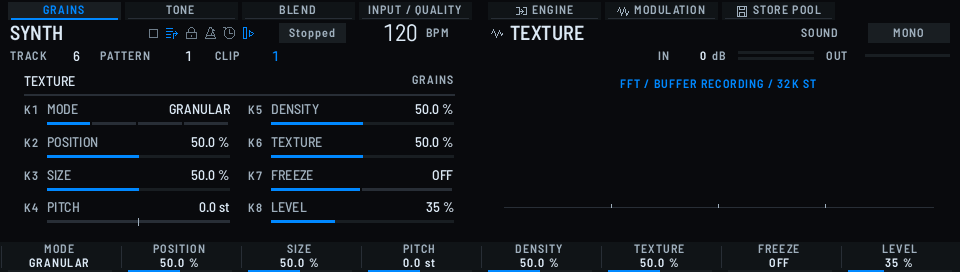 GRAINS TONE BLEND INPUT / QUALITY ENGINE MODULATION STORE POOL
SYNTH Stopped 120 BPM TEXTURE SOUND MONO
TRACK 6 PATTERN 1 CLIP 1 IN 0 dB OUT
TEXTURE GRAINS
FFT / BUFFER RECORDING / 32K ST
K1 MODE GRANULAR K5 DENSITY 50.0 %
K2 POSITION 50.0 % K6 TEXTURE 50.0 %
K3 SIZE 50.0 % K7 FREEZE OFF
K4 PITCH 0.0 st K8 LEVEL 35 %
MODE POSITION SIZE PITCH DENSITY TEXTURE FREEZE LEVEL
GRANULAR 50.0 % 50.0 % 0.0 st 50.0 % 50.0 % OFF 35 %